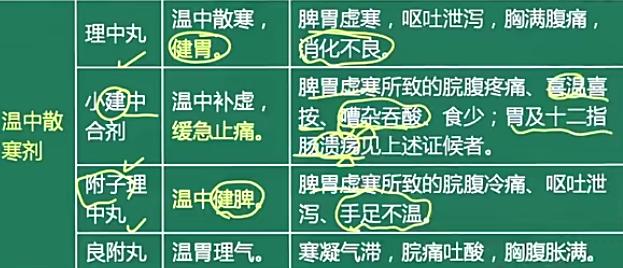 温中散
寒剂
理中丸
温中散寒，
健胃。
脾胃虚寒，呕吐泄泻，胸满腹痛，
消化不良。
小建中
合剂
温中补虚，
缓急止痛。
脾胃虚寒所致的脘腹疼痛、喜温喜
按、嘈杂吞酸、食少；胃及十二指
肠溃疡见上述证候者。
附子理
中丸
温中健脾。
脾胃虚寒所致的脘腹冷痛、呕吐泄
泻、手足不温。
良附丸
温胃理气。
寒凝气滞，脘痛吐酸，胸腹胀满。